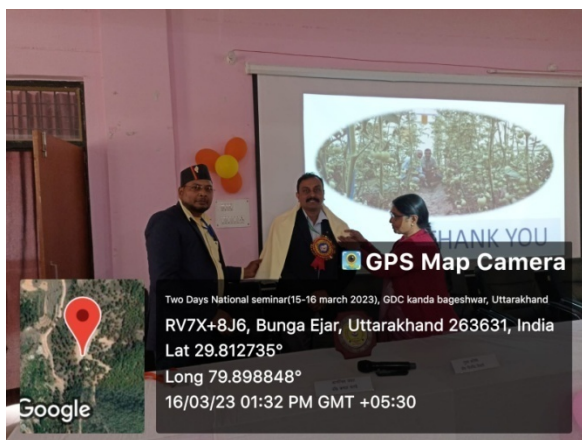 THANK YOU
GPS Map Camera
Two Days National seminar(15-16 march 2023), GDC kanda bageshwar, Uttarakhand
RV7X+8J6, Bunga Ejar, Uttarakhand 263631, India
Lat 29.812735°
Long 79.898848°
16/03/23 01:32 PM GMT +05:30
Google